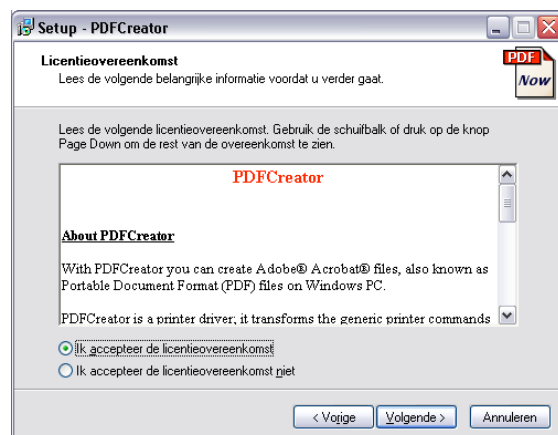 Setup - PDFCreator
Licentieovereenkomst
Lees de volgende belangrijke informatie voordat u verder gaat.
PDF
Now
Lees de volgende licentieovereenkomst. Gebruik de schuifbalk of druk op de knop
Page Down om de rest van de overeenkomst te zien.
PDFCreator
About PDFCreator
With PDFCreator you can create Adobe® Acrobat® files, also known as
Portable Document Format (PDF) files on Windows PC.
PDFCreator is a printer driver; it transforms the generic printer commands
Ik accepteer de licentieovereenkomst
Ik accepteer de licentieovereenkomst niet
< Vorige
Volgende >
Annuleren